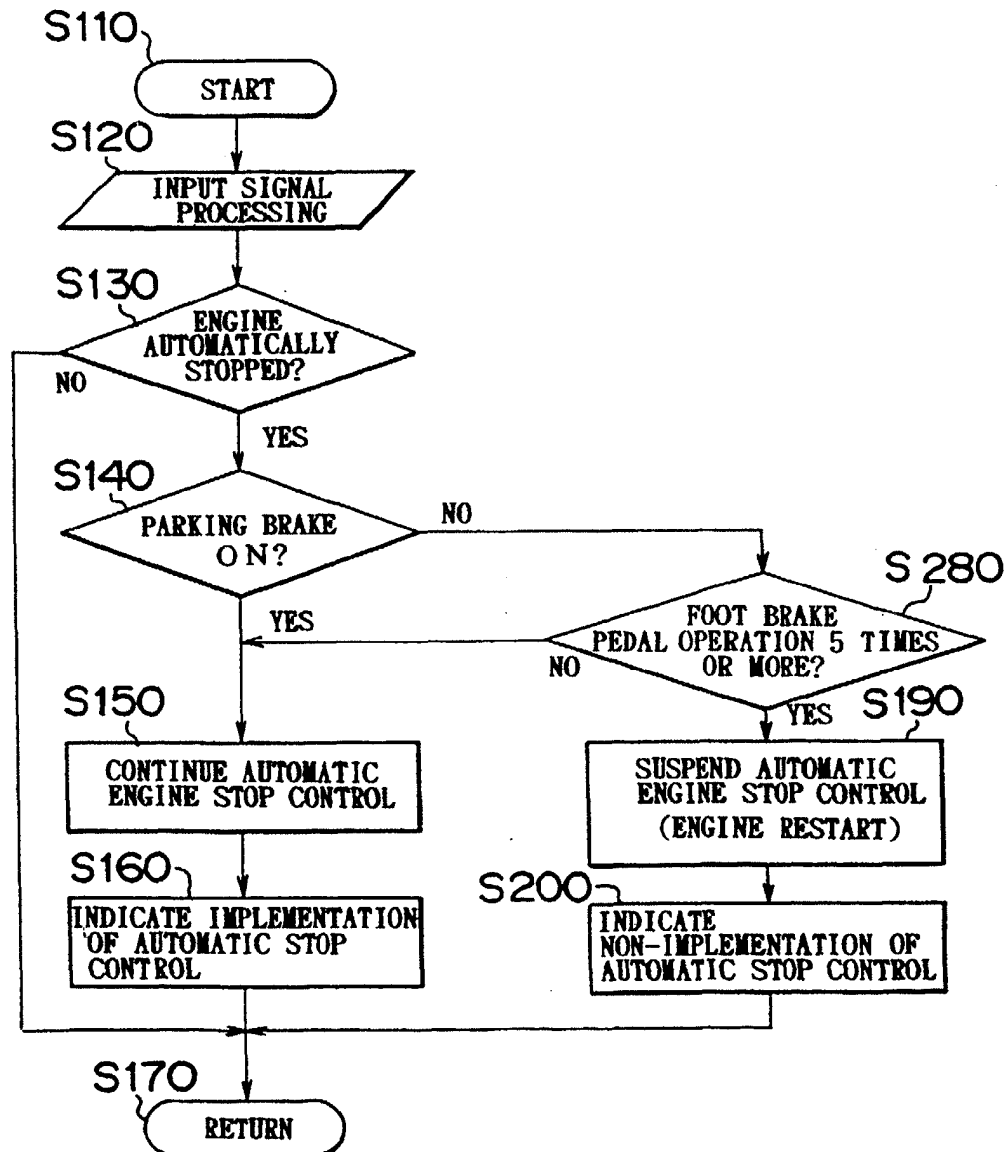 S110
START
S120
INPUT SIGNAL
PROCESSING
S130
ENGINE
AUTOMATICALLY
STOPPED?
NO
YES
S140
PARKING BRAKE
ON?
NO
YES
S280
FOOT BRAKE
PEDAL OPERATION 5 TIMES
OR MORE?
NO
YES
S150
CONTINUE AUTOMATIC
ENGINE STOP CONTROL
S190
SUSPEND AUTOMATIC
ENGINE STOP CONTROL
(ENGINE RESTART)
S160
INDICATE IMPLEMENTATION
OF AUTOMATIC STOP
CONTROL
S200
INDICATE
NON-IMPLEMENTATION OF
AUTOMATIC STOP CONTROL
S170
RETURN